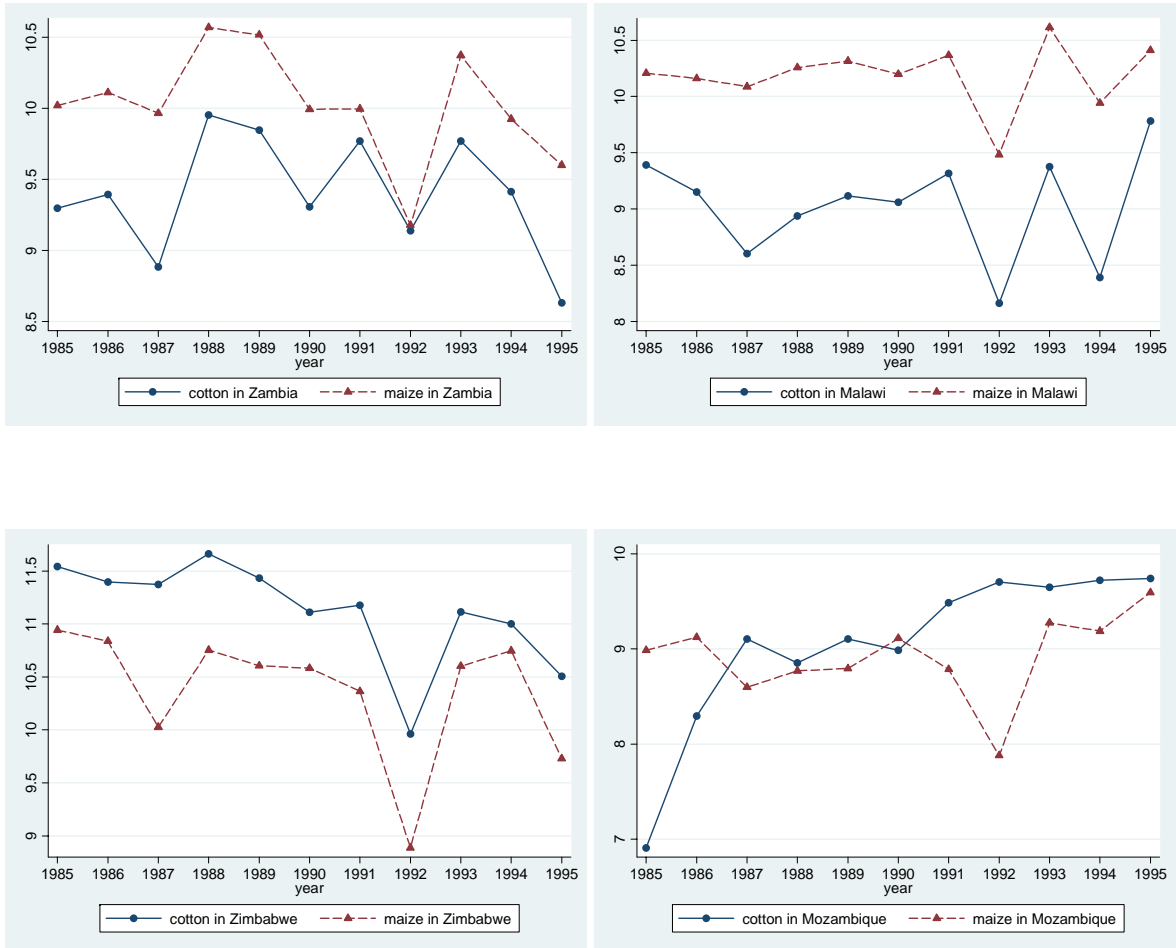 10.5
10
9.5
9
8.5
1985 1986 1987 1988 1989 1990 1991 1992 1993 1994 1995
year
cotton in Zambia maize in Zambia
10.5
10
9.5
9
8.5
8
1985 1986 1987 1988 1989 1990 1991 1992 1993 1994 1995
year
cotton in Malawi maize in Malawi
11.5
11
10.5
10
9.5
9
1985 1986 1987 1988 1989 1990 1991 1992 1993 1994 1995
year
cotton in Zimbabwe maize in Zimbabwe
10
9
8
7
1985 1986 1987 1988 1989 1990 1991 1992 1993 1994 1995
year
cotton in Mozambique maize in Mozambique